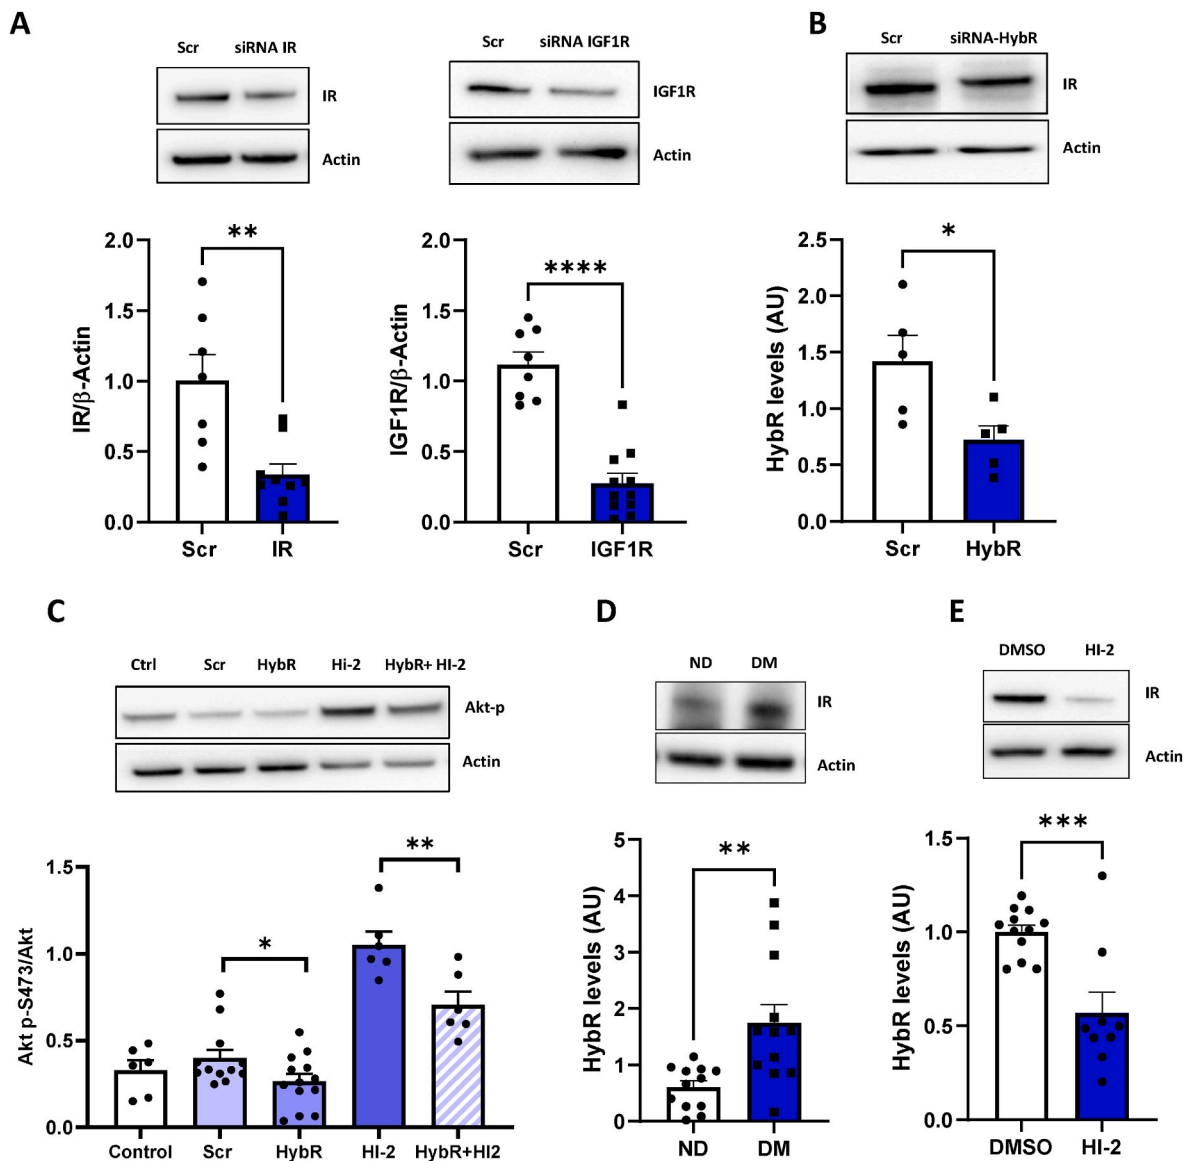 A
B
Scr siRNA IR
IR
Actin
Scr siRNA IGF1R
IGF1R
Actin
Scr siRNA-HybR
IR
Actin
IR/β-Actin
2.0
1.5
1.0
0.5
0.0
**
Scr IR
IGF1R/β-Actin
2.0
1.5
1.0
0.5
0.0
****
Scr IGF1R
HybR levels (AU)
2.5
2.0
1.5
1.0
0.5
0.0
*
Scr HybR
C
Ctrl Scr HybR Hi-2 HybR+ HI-2
Akt-p
Actin
Akt p-S473/Akt
1.5
1.0
0.5
0.0
*
**
Control Scr HybR HI-2 HybR+HI2
D
ND DM
IR
Actin
HybR levels (AU)
5
4
3
2
1
0
**
ND DM
E
DMSO HI-2
IR
Actin
HybR levels (AU)
1.5
1.0
0.5
0.0
***
DMSO HI-2